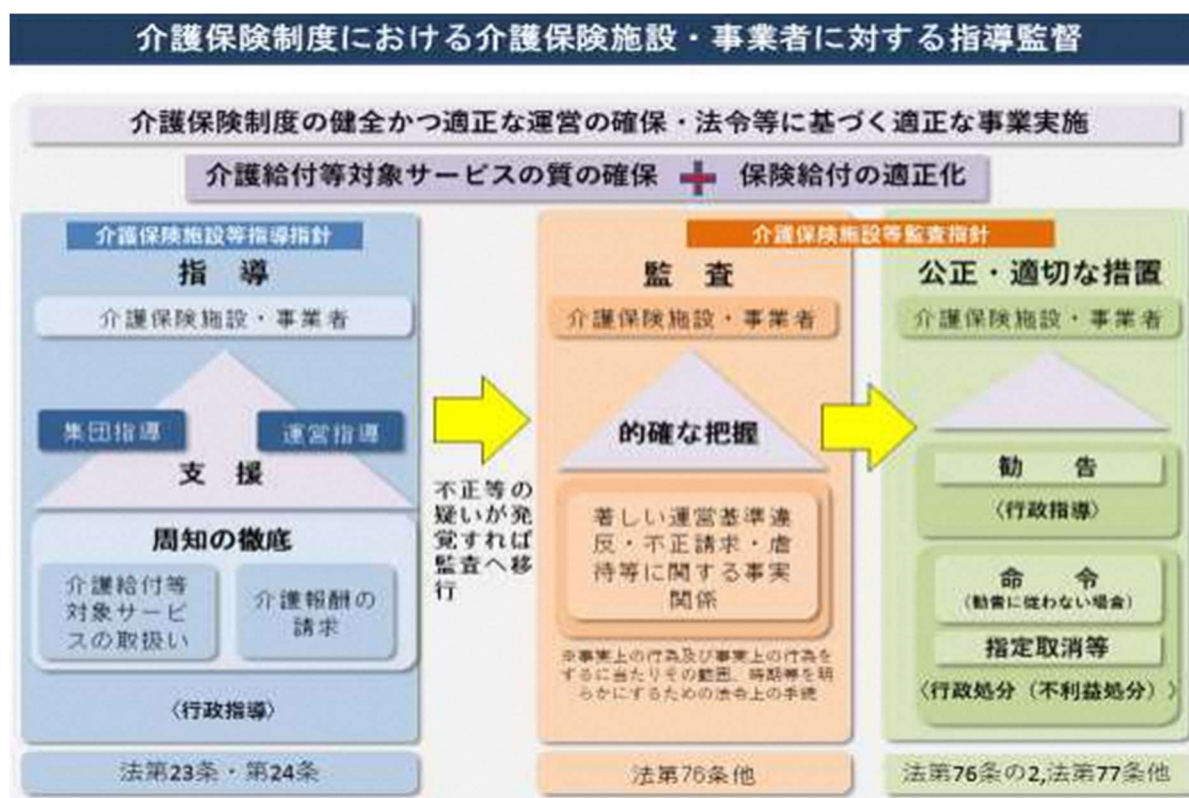 介護保険制度における介護保険施設・事業者に対する指導監督
介護保険制度の健全かつ適正な運営の確保・法令等に基づく適正な事業実施
介護給付等対象サービスの質の確保 ＋ 保険給付の適正化
介護保険施設等指導指針
指 導
介護保険施設・事業者
集団指導
運営指導
支 援
周知の徹底
介護給付等
対象サービ
スの取扱い
介護報酬の
請求
〈行政指導〉
法第23条・第24条
不正等の
疑いが発
覚すれば
監査へ移
行
介護保険施設等監査指針
監 査
介護保険施設・事業者
的確な把握
著しい運営基準違
反・不正請求・虐
待等に関する事実
関係
※事実上の行為及び事実上の行為を
するに当たりその範囲、時期等を明
らかにするための法令上の手続
法第76条他
公正・適切な措置
介護保険施設・事業者
勧 告
〈行政指導〉
命 令
(勧告に従わない場合)
指定取消等
〈行政処分（不利益処分）〉
法第76条の2,法第77条他